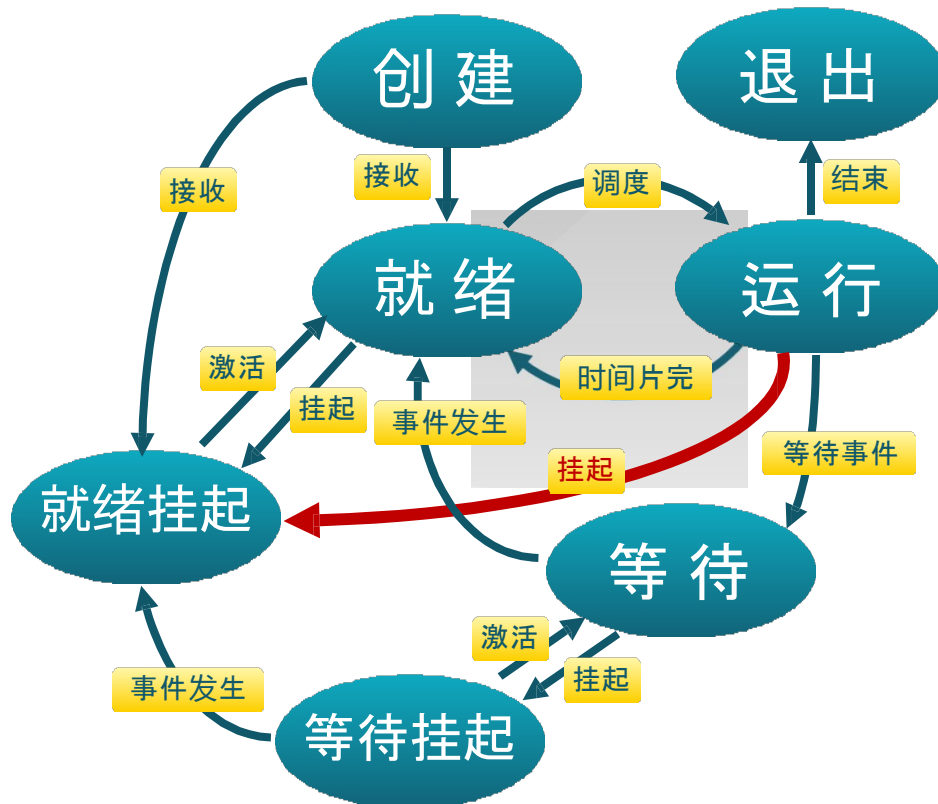 创 建
退 出
接收
接收
调度
结束
就 绪
运 行
激活
挂起
时间片完
事件发生
等待事件
挂起
就绪挂起
等 待
激活
挂起
事件发生
等待挂起